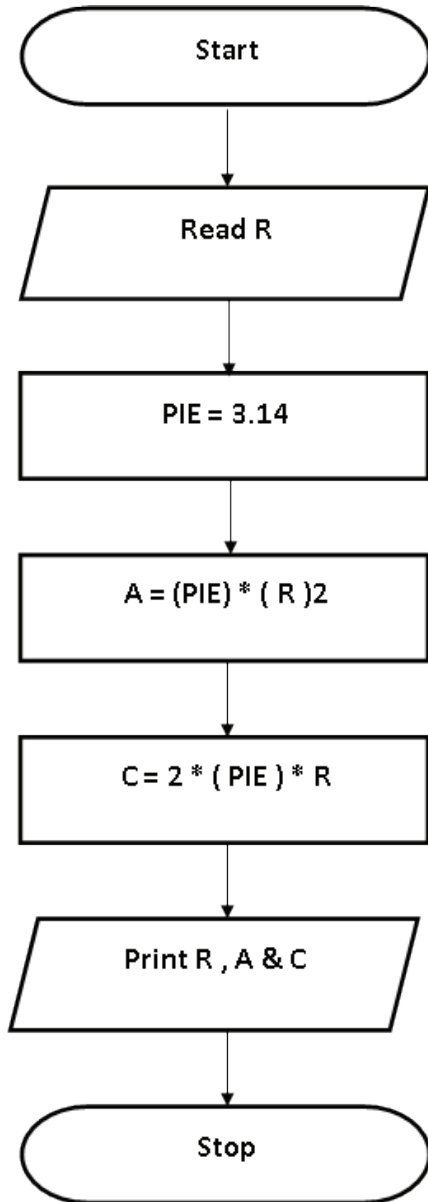 Start
Read R
PIE = 3.14
A = (PIE) * ( R )2
C = 2 * ( PIE ) * R
Print R , A & C
Stop